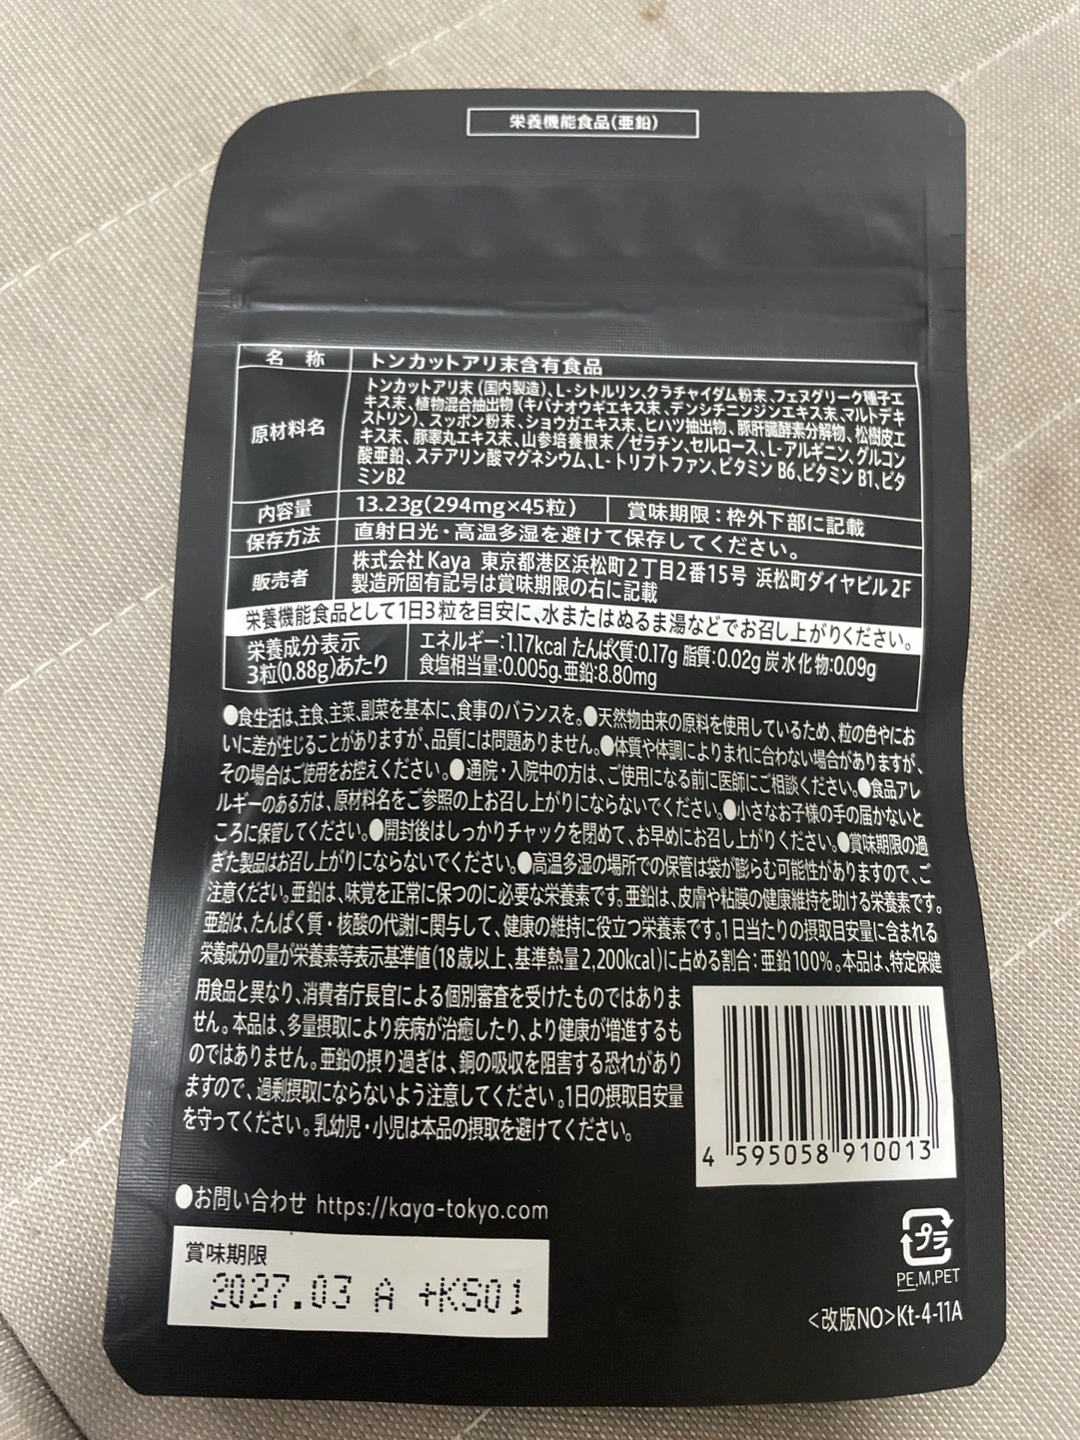 栄養機能食品(亜鉛)
名 称 トンカットアリ末含有食品
原材料名
トンカットアリ末(国内製造)、L-シトルリン、クラチャイダム粉末、フェヌグリーク種子エ
キス末、植物混合抽出物(キバナオウギエキス末、デンシチニンジンエキス末、マルトデキ
ストリン)、スッポン粉末、ショウガエキス末、ヒハツ抽出物、豚肝臓酵素分解物、松樹皮エ
キス末、豚睾丸エキス末、山参培養根末/ゼラチン、セルロース、L-アルギニン、グルコン
酸亜鉛、ステアリン酸マグネシウム、L-トリプトファン、ビタミンB6、ビタミンB1、ビタ
ミンB2
内容量 13.23g(294mg×45粒) 賞味期限:枠外下部に記載
保存方法 直射日光・高温多湿を避けて保存してください。
販売者
株式会社Kaya 東京都港区浜松町2丁目2番15号 浜松町ダイヤビル2F
製造所固有記号は賞味期限の右に記載
栄養機能食品として1日3粒を目安に、水またはぬるま湯などでお召し上がりください。
栄養成分表示
3粒(0.88g)あたり
エネルギー:1.17kcal たんぱく質:0.17g 脂質:0.02g 炭水化物:0.09g
食塩相当量:0.005g、亜鉛:8.80mg
●食生活は、主食、主菜、副菜を基本に、食事のバランスを。●天然物由来の原料を使用しているため、粒の色やにお
いに差が生じることがありますが、品質には問題ありません。●体質や体調によりまれに合わない場合がありますが、
その場合はご使用をお控えください。●通院・入院中の方は、ご使用になる前に医師にご相談ください。●食品アレ
ルギーのある方は、原材料名をご参照の上お召し上がりにならないでください。●小さなお子様の手の届かないと
ころに保管してください。●開封後はしっかりチャックを閉めて、お早めにお召し上がりください。●賞味期限の過
ぎた製品はお召し上がりにならないでください。●高温多湿の場所での保管は袋が膨らむ可能性がありますので、ご
注意ください。亜鉛は、味覚を正常に保つのに必要な栄養素です。亜鉛は、皮膚や粘膜の健康維持を助ける栄養素です。
亜鉛は、たんぱく質・核酸の代謝に関与して、健康の維持に役立つ栄養素です。1日当たりの摂取目安量に含まれる
栄養成分の量が栄養素等表示基準値(18歳以上、基準熱量2,200kcal)に占める割合:亜鉛100%。本品は、特定保健
用食品と異なり、消費者庁長官による個別審査を受けたものではありま
せん。本品は、多量摂取により疾病が治癒したり、より健康が増進するも
のではありません。亜鉛の摂り過ぎは、銅の吸収を阻害する恐れがあり
ますので、過剰摂取にならないよう注意してください。1日の摂取目安量
を守ってください。乳幼児・小児は本品の摂取を避けてください。
4 595058 910013
●お問い合わせ https://kaya-tokyo.com
賞味期限
2027.03 A +KS01
プラ
PE,M,PET
<改版NO>Kt-4-11A